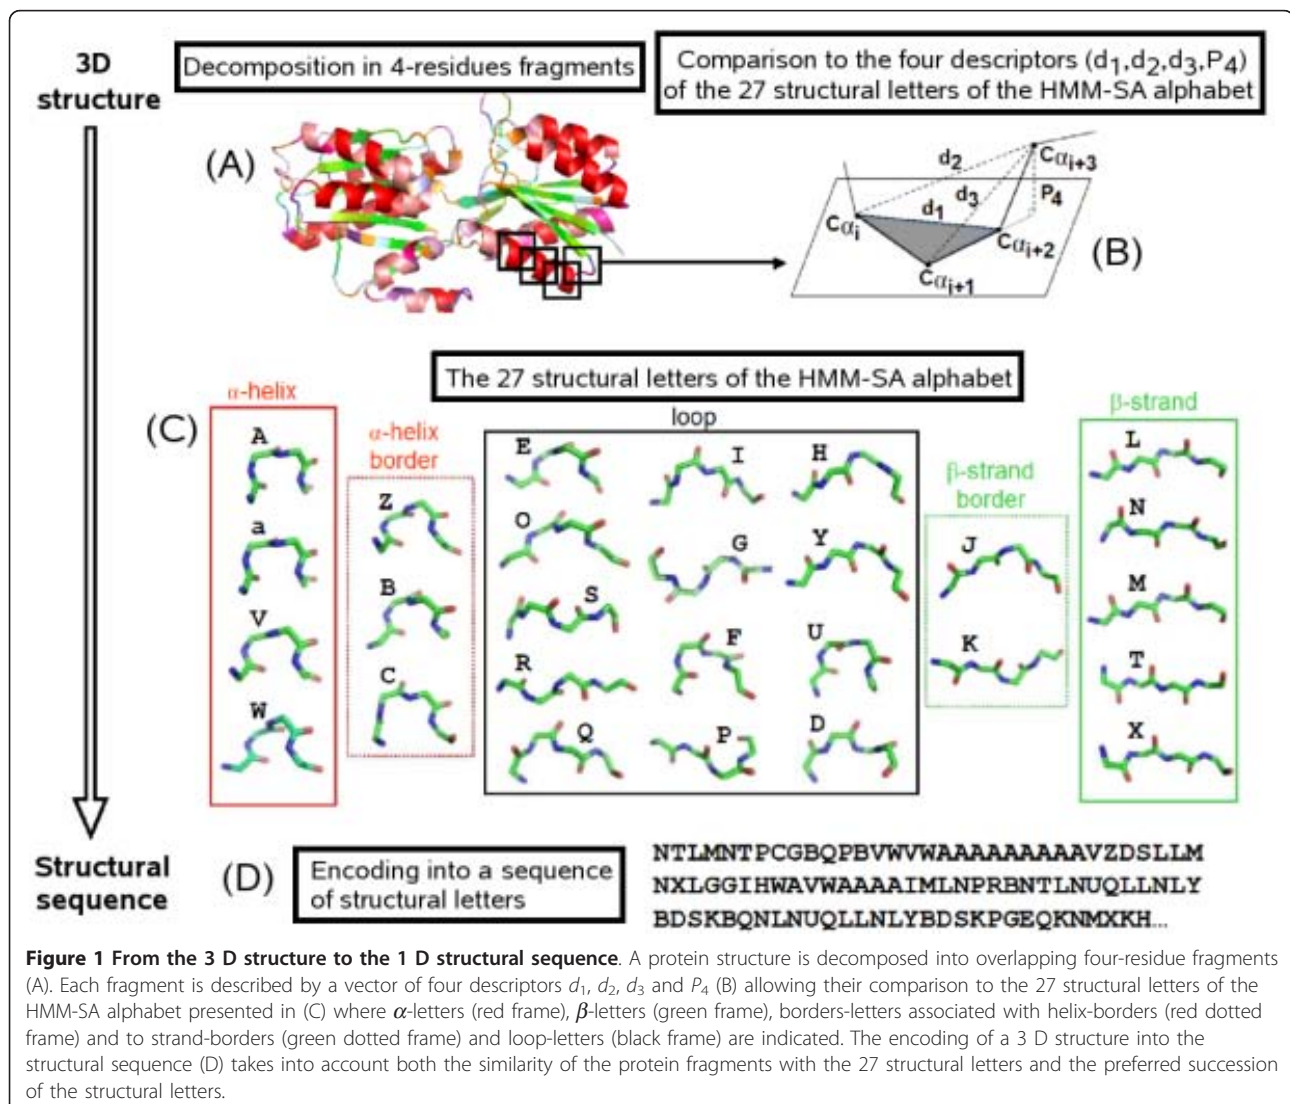 3D
structure
Decomposition in 4-residues fragments
Comparison to the four descriptors (d1,d2,d3,P4)
of the 27 structural letters of the HMM-SA alphabet
(A)
d2
Cαi+3
d3
P4
d1
Cαi
Cαi+2
Cαi+1
(B)
The 27 structural letters of the HMM-SA alphabet
(C)
α-helix
α-helix
border
loop
β-strand
border
β-strand
A
a
V
W
Z
B
C
E
O
S
R
Q
I
G
F
P
H
Y
U
D
J
K
L
N
M
T
X
Structural
sequence
(D)
Encoding into a sequence
of structural letters
NTLMNTPCGBQPBVWVWAAAAAAAAAAVZDSLLM
NXLGGIHWAVWAAAAIMLNPRBNTLNUQLLNLY
BDSKBQNLNUQLLNLYBDSKPGEQKNMXKH...
Figure 1 From the 3 D structure to the 1 D structural sequence. A protein structure is decomposed into overlapping four-residue fragments
(A). Each fragment is described by a vector of four descriptors d1, d2, d3 and P4 (B) allowing their comparison to the 27 structural letters of the
HMM-SA alphabet presented in (C) where α-letters (red frame), β-letters (green frame), borders-letters associated with helix-borders (red dotted
frame) and to strand-borders (green dotted frame) and loop-letters (black frame) are indicated. The encoding of a 3 D structure into the
structural sequence (D) takes into account both the similarity of the protein fragments with the 27 structural letters and the preferred succession
of the structural letters.